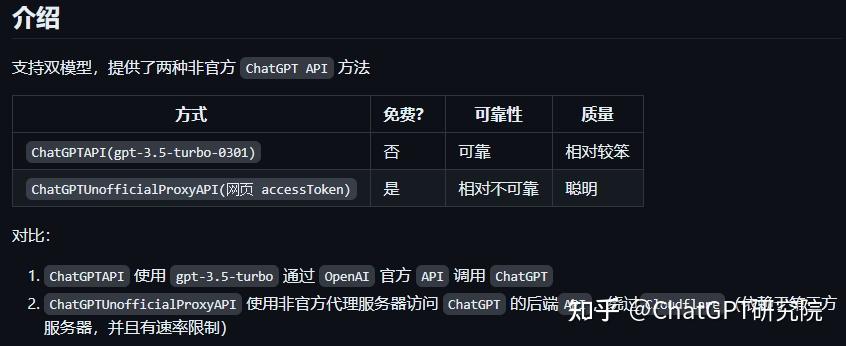 介绍
支持双模型，提供了两种非官方 ChatGPT API 方法
方式 免费？ 可靠性 质量
ChatGPTAPI(gpt-3.5-turbo-0301) 否 可靠 相对较笨
ChatGPTUnofficialProxyAPI(网页 accessToken) 是 相对不可靠 聪明
对比：
1. ChatGPTAPI 使用 gpt-3.5-turbo 通过 OpenAI 官方 API 调用 ChatGPT
2. ChatGPTUnofficialProxyAPI 使用非官方代理服务器访问 ChatGPT 的后端 API，绕过 Cloudflare（依赖于第三方
服务器，并且有速率限制）
知乎 @ChatGPT研究院